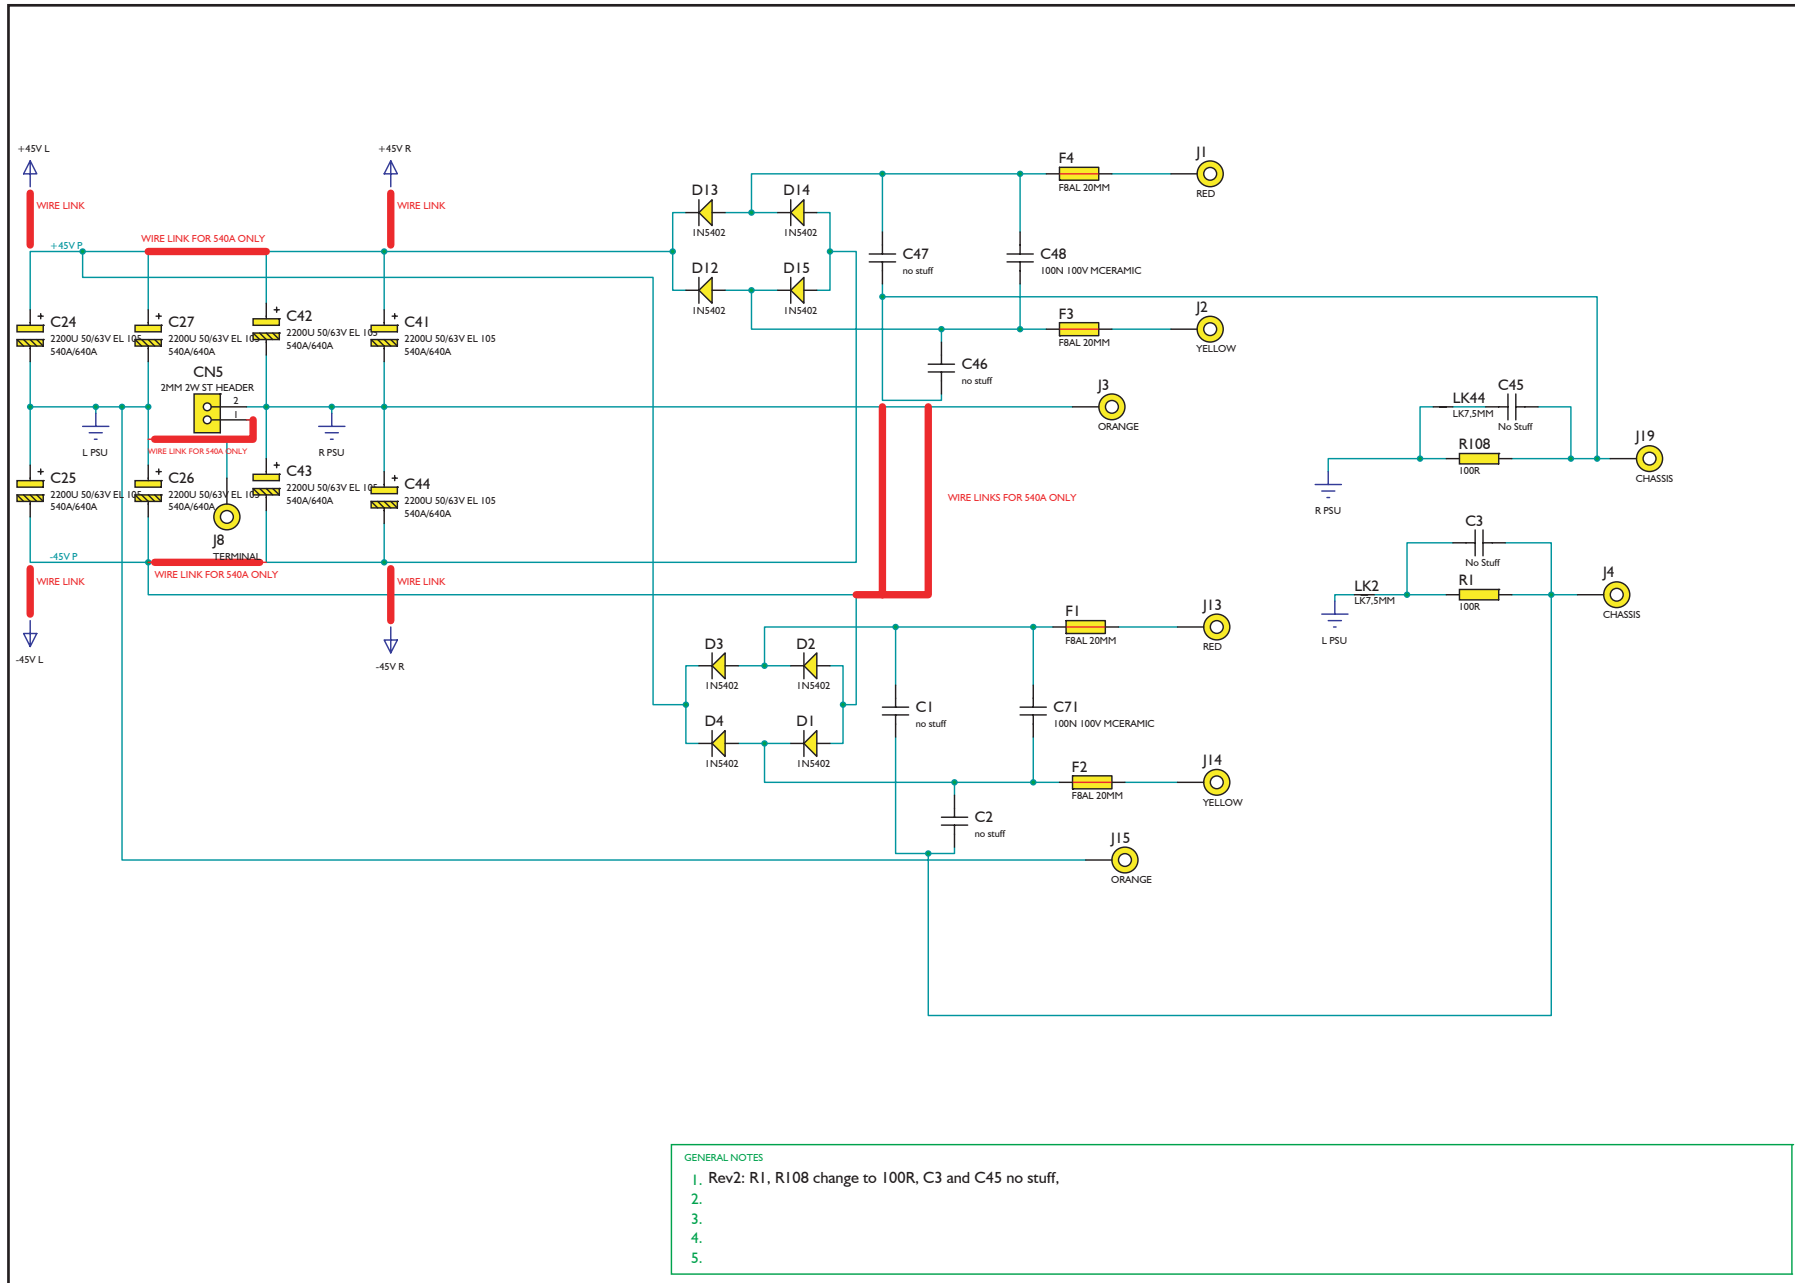 +45V L
+45V R
WIRE LINK
WIRE LINK
+45V P
WIRE LINK FOR 540A ONLY
C24
2200U 50/63V EL 105
540A/640A
C27
2200U 50/63V EL 105
540A/640A
C42
2200U 50/63V EL 105
540A/640A
C41
2200U 50/63V EL 105
540A/640A
CN5
2MM 2W ST HEADER
2
1
L PSU
WIRE LINK FOR 540A ONLY
R PSU
C25
2200U 50/63V EL 105
540A/640A
C26
2200U 50/63V EL 105
540A/640A
C43
2200U 50/63V EL 105
540A/640A
C44
2200U 50/63V EL 105
540A/640A
J8
TERMINAL
-45V P
WIRE LINK
WIRE LINK FOR 540A ONLY
WIRE LINK
-45V L
-45V R
D13
1N5402
D14
1N5402
D12
1N5402
D15
1N5402
C47
no stuff
C48
100N 100V MCERAMIC
F4
F8AL 20MM
J1
RED
F3
F8AL 20MM
J2
YELLOW
C46
no stuff
J3
ORANGE
WIRE LINKS FOR 540A ONLY
LK44
LK7,5MM
C45
No Stuff
R108
100R
J19
CHASSIS
R PSU
C3
No Stuff
LK2
LK7,5MM
R1
100R
J4
CHASSIS
L PSU
D3
1N5402
D2
1N5402
D4
1N5402
D1
1N5402
C1
no stuff
C71
100N 100V MCERAMIC
F1
F8AL 20MM
J13
RED
F2
F8AL 20MM
J14
YELLOW
C2
no stuff
J15
ORANGE
GENERAL NOTES
1. Rev2: R1, R108 change to 100R, C3 and C45 no stuff,
2.
3.
4.
5.